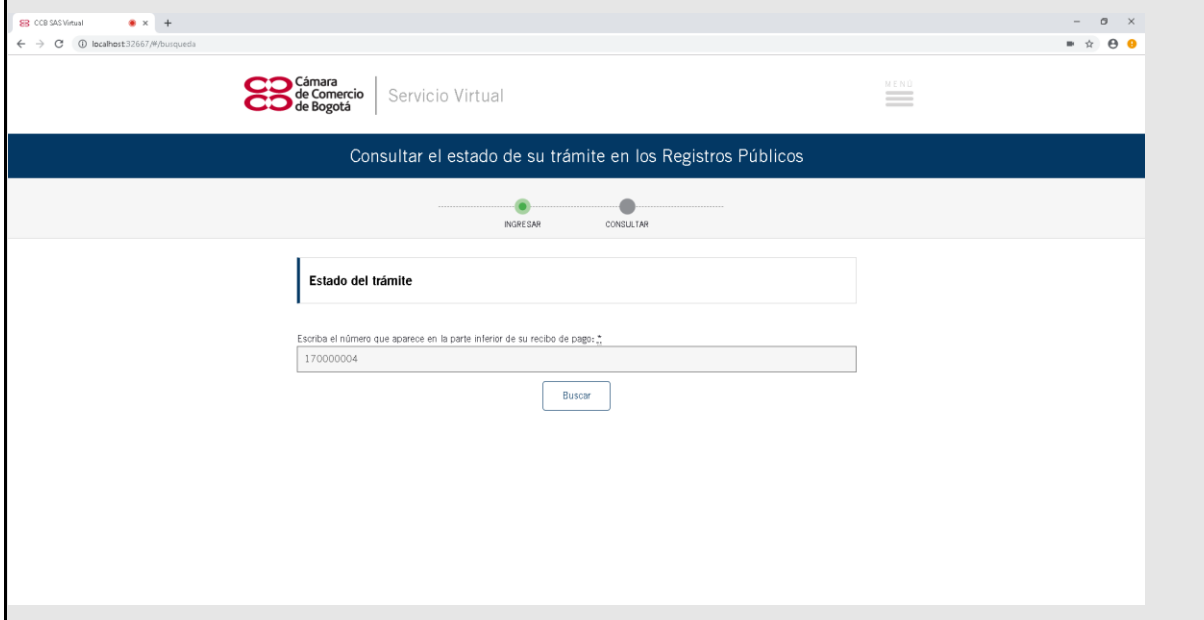 CCB SAS Virtual
localhost:32667/#/busqueda
Cámara
de Comercio
de Bogotá
Servicio Virtual
MENÚ
Consultar el estado de su trámite en los Registros Públicos
INGRESAR
CONSULTAR
Estado del trámite
Escriba el número que aparece en la parte inferior de su recibo de pago: *
170000004
Buscar